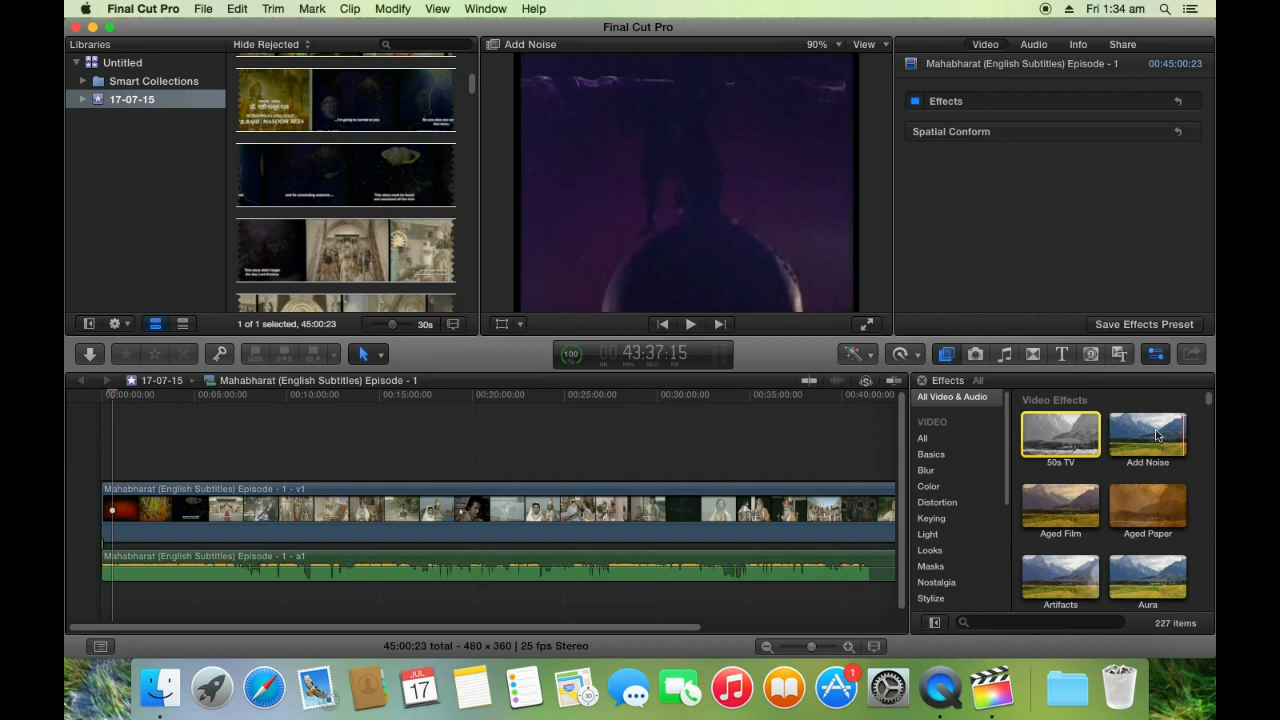 Final Cut Pro File Edit Trim Mark Clip Modify View Window Help Fri 1:34 am
Final Cut Pro
Libraries Hide Rejected Add Noise 90% View Video Audio Info Share
Untitled
Mahabharat (English Subtitles) Episode - 1 00:45:00:23
Smart Collections
17-07-15
Effects
Spatial Conform
1 of 1 selected, 45:00:23 30s
Save Effects Preset
100 00:43:37:15
HR MIN SEC FR
17-07-15 Mahabharat (English Subtitles) Episode - 1
Effects All
00:00:00:00 00:05:00:00 00:10:00:00 00:15:00:00 00:20:00:00 00:25:00:00 00:30:00:00 00:35:00:00 00:40:00:00
All Video & Audio
Video Effects
VIDEO
All
Basics
Blur
Color
Distortion
Keying
Light
Looks
Masks
Nostalgia
Stylize
50s TV Add Noise
Aged Film Aged Paper
Artifacts Aura
Mahabharat (English Subtitles) Episode - 1 - v1
Mahabharat (English Subtitles) Episode - 1 - a1
227 items
45:00:23 total - 480 × 360 | 25 fps Stereo
JUL
17
1